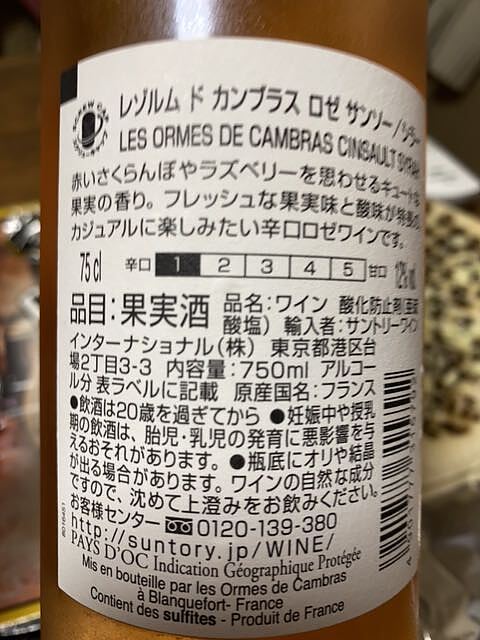 SCREW CAP
レゾルム ド カンブラス ロゼ サンソー/シラー
LES ORMES DE CAMBRAS CINSAULT SYRAH
赤いさくらんぼやラズベリーを思わせるキュートな
果実の香り。フレッシュな果実味と酸味が特長の、
カジュアルに楽しみたい辛口ロゼワインです。
75 cl 辛口 1 2 3 4 5 甘口 12% vol.
品目:果実酒 品名:ワイン 酸化防止剤(亜硫
酸塩) 輸入者:サントリーワイン
インターナショナル(株) 東京都港区台
場2丁目3-3 内容量:750ml アルコー
ル分 表ラベルに記載 原産国名:フランス
●飲酒は20歳を過ぎてから ●妊娠中や授乳
期の飲酒は、胎児・乳児の発育に悪影響を与
えるおそれがあります。 ●瓶底にオリや結晶
が出る場合があります。ワインの自然な成分
ですので、沈めて上澄みをお飲みください。
お客様センター 0120-139-380
http://suntory.jp/WINE/
PAYS D'OC Indication Géographique Protégée
Mis en bouteille par les Ormes de Cambras
à Blanquefort- France
Contient des sulfites - Produit de France